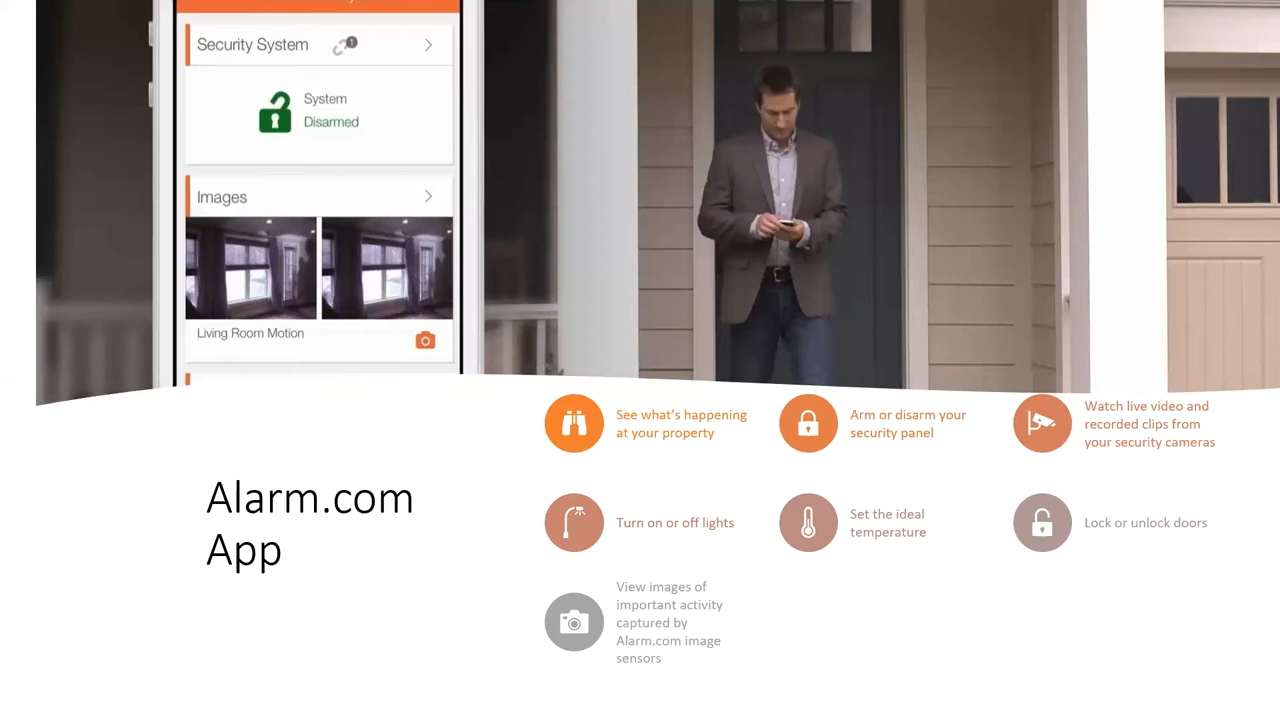 Security System
1
System
Disarmed
Images
Living Room Motion
See what's happening
at your property
Arm or disarm your
security panel
Watch live video and
recorded clips from
your security cameras
Alarm.com
App
Turn on or off lights
Set the ideal
temperature
Lock or unlock doors
View images of
important activity
captured by
Alarm.com image
sensors